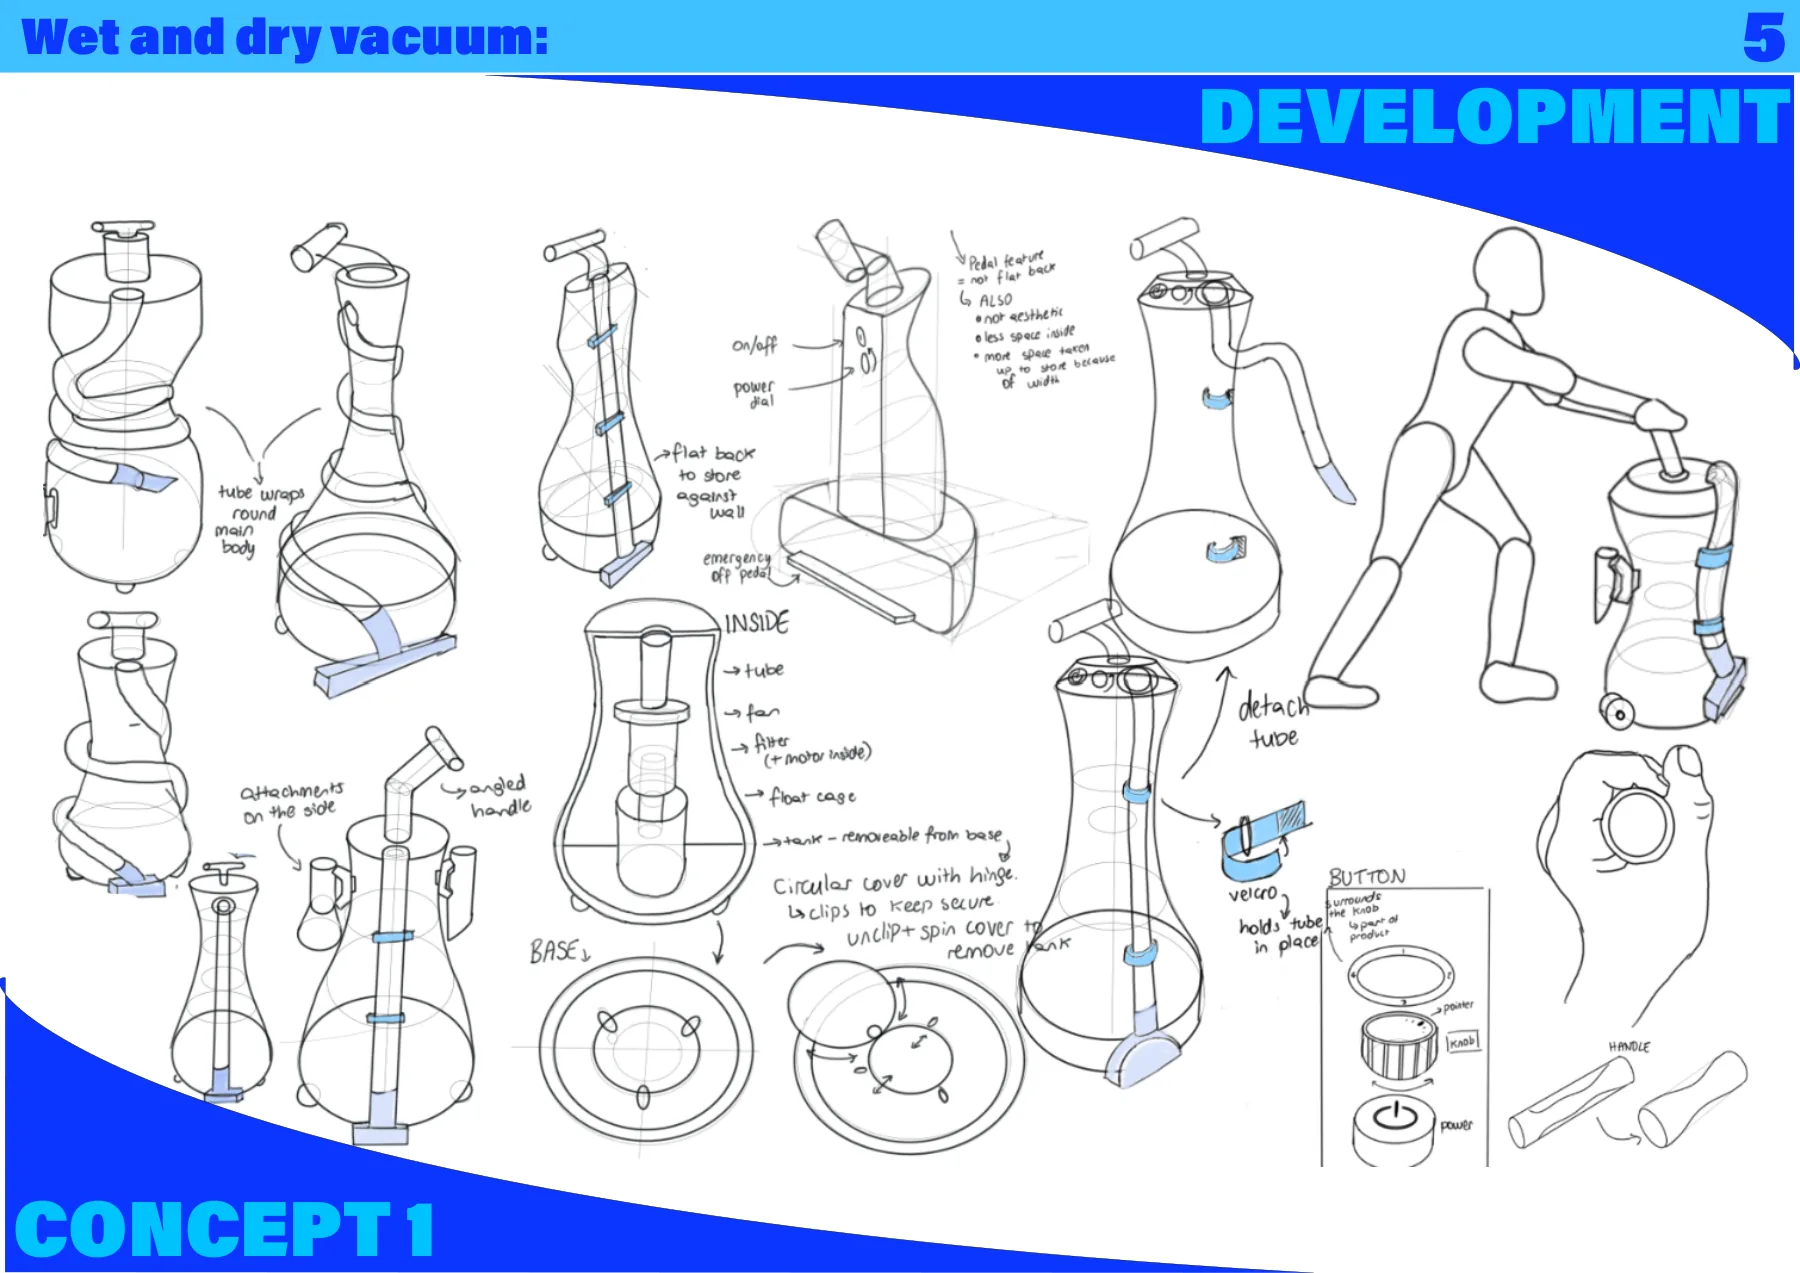 Wet and dry vacuum:
5
DEVELOPMENT
tube wraps
round
main
body
flat back
to store
against
wall
on/off
power
dial
emergency
off pedal
Pedal feature
= not flat back
ALSO
• not aesthetic
• less space inside
• more space taken
up to store because
of width
INSIDE
tube
fan
filter
(+ motor inside)
float cage
tank - removeable from base
Circular cover with hinge.
clips to keep secure
unclip + spin cover to
remove tank
BASE
attachments
on the side
angled
handle
detach
tube
velcro
holds tube
in place
BUTTON
surrounds
the knob
part of
product
pointer
Knob
power
HANDLE
CONCEPT 1